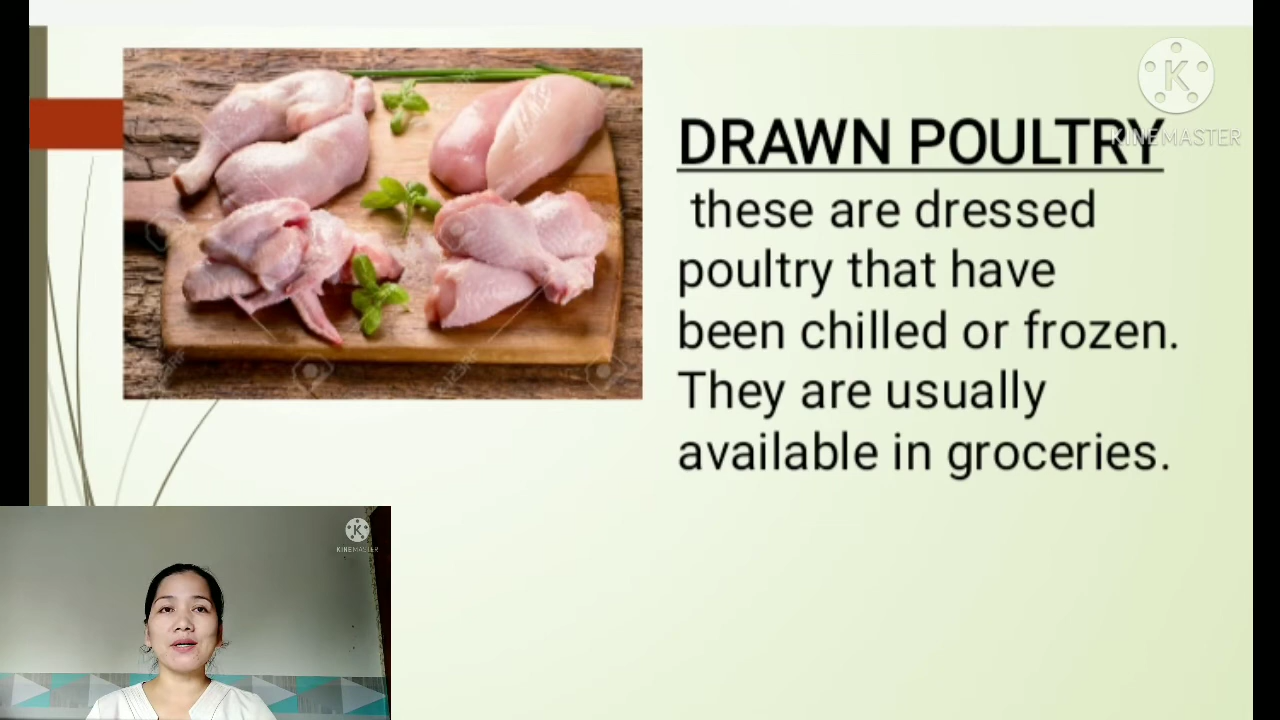 DRAWN POULTRY
these are dressed
poultry that have
been chilled or frozen.
They are usually
available in groceries.
K
KINEMASTER
K
KINEMASTER